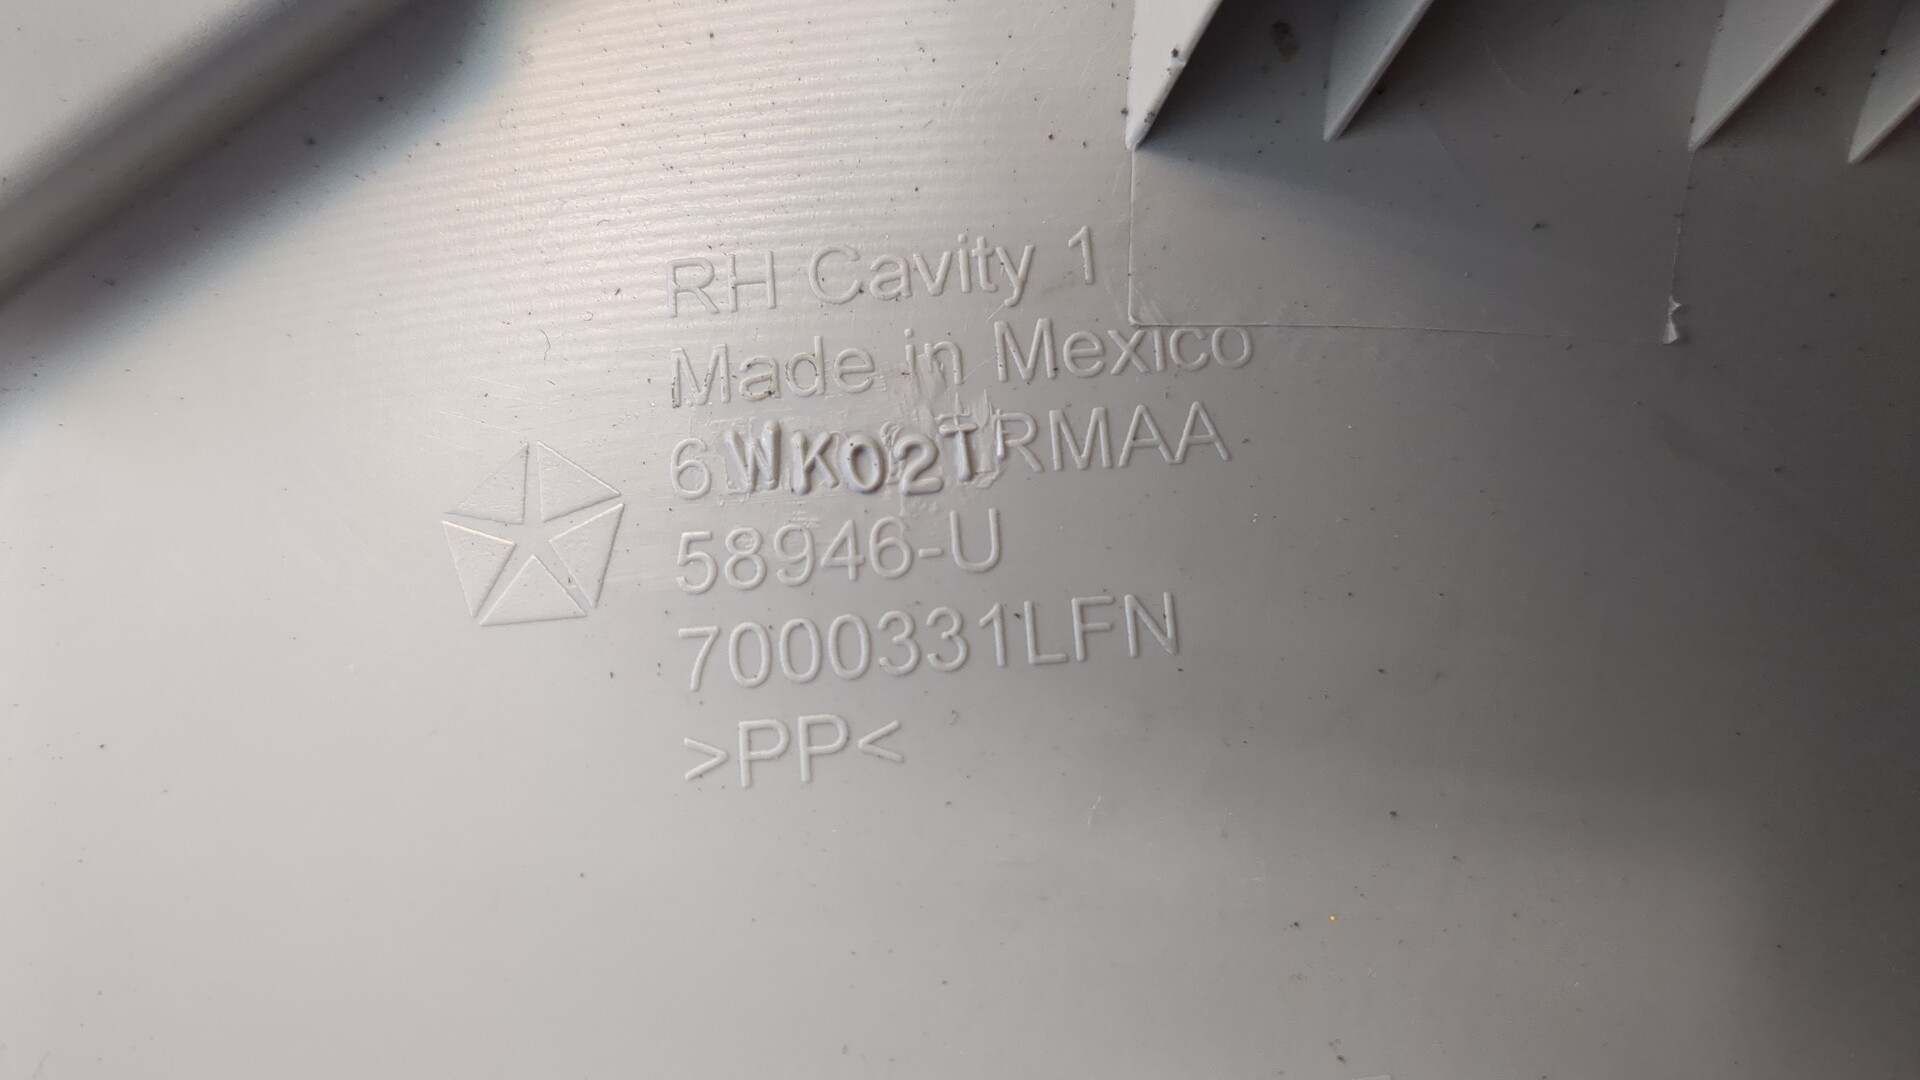 RH Cavity 1
Made in Mexico
6WK02TRMAA
58946-U
7000331LFN
>PP<